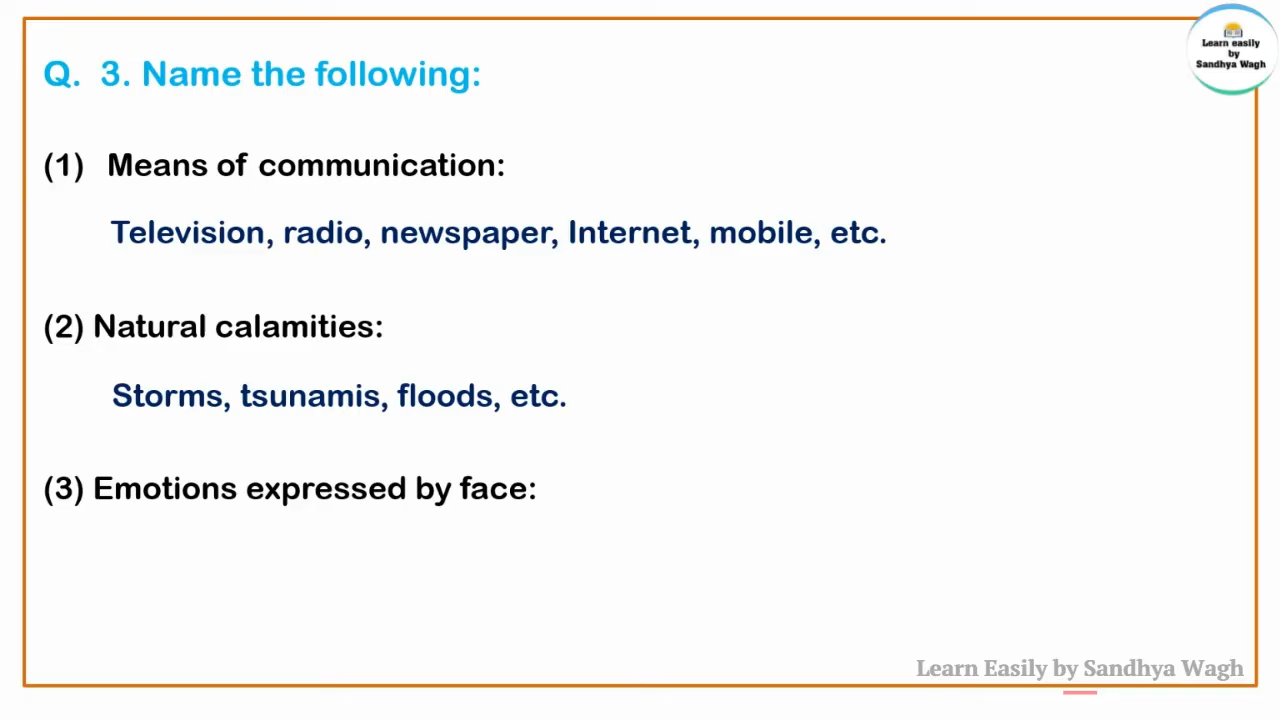 Learn easily
by
Sandhya Wagh
Q. 3. Name the following:
(1) Means of communication:
Television, radio, newspaper, Internet, mobile, etc.
(2) Natural calamities:
Storms, tsunamis, floods, etc.
(3) Emotions expressed by face:
Learn Easily by Sandhya Wagh